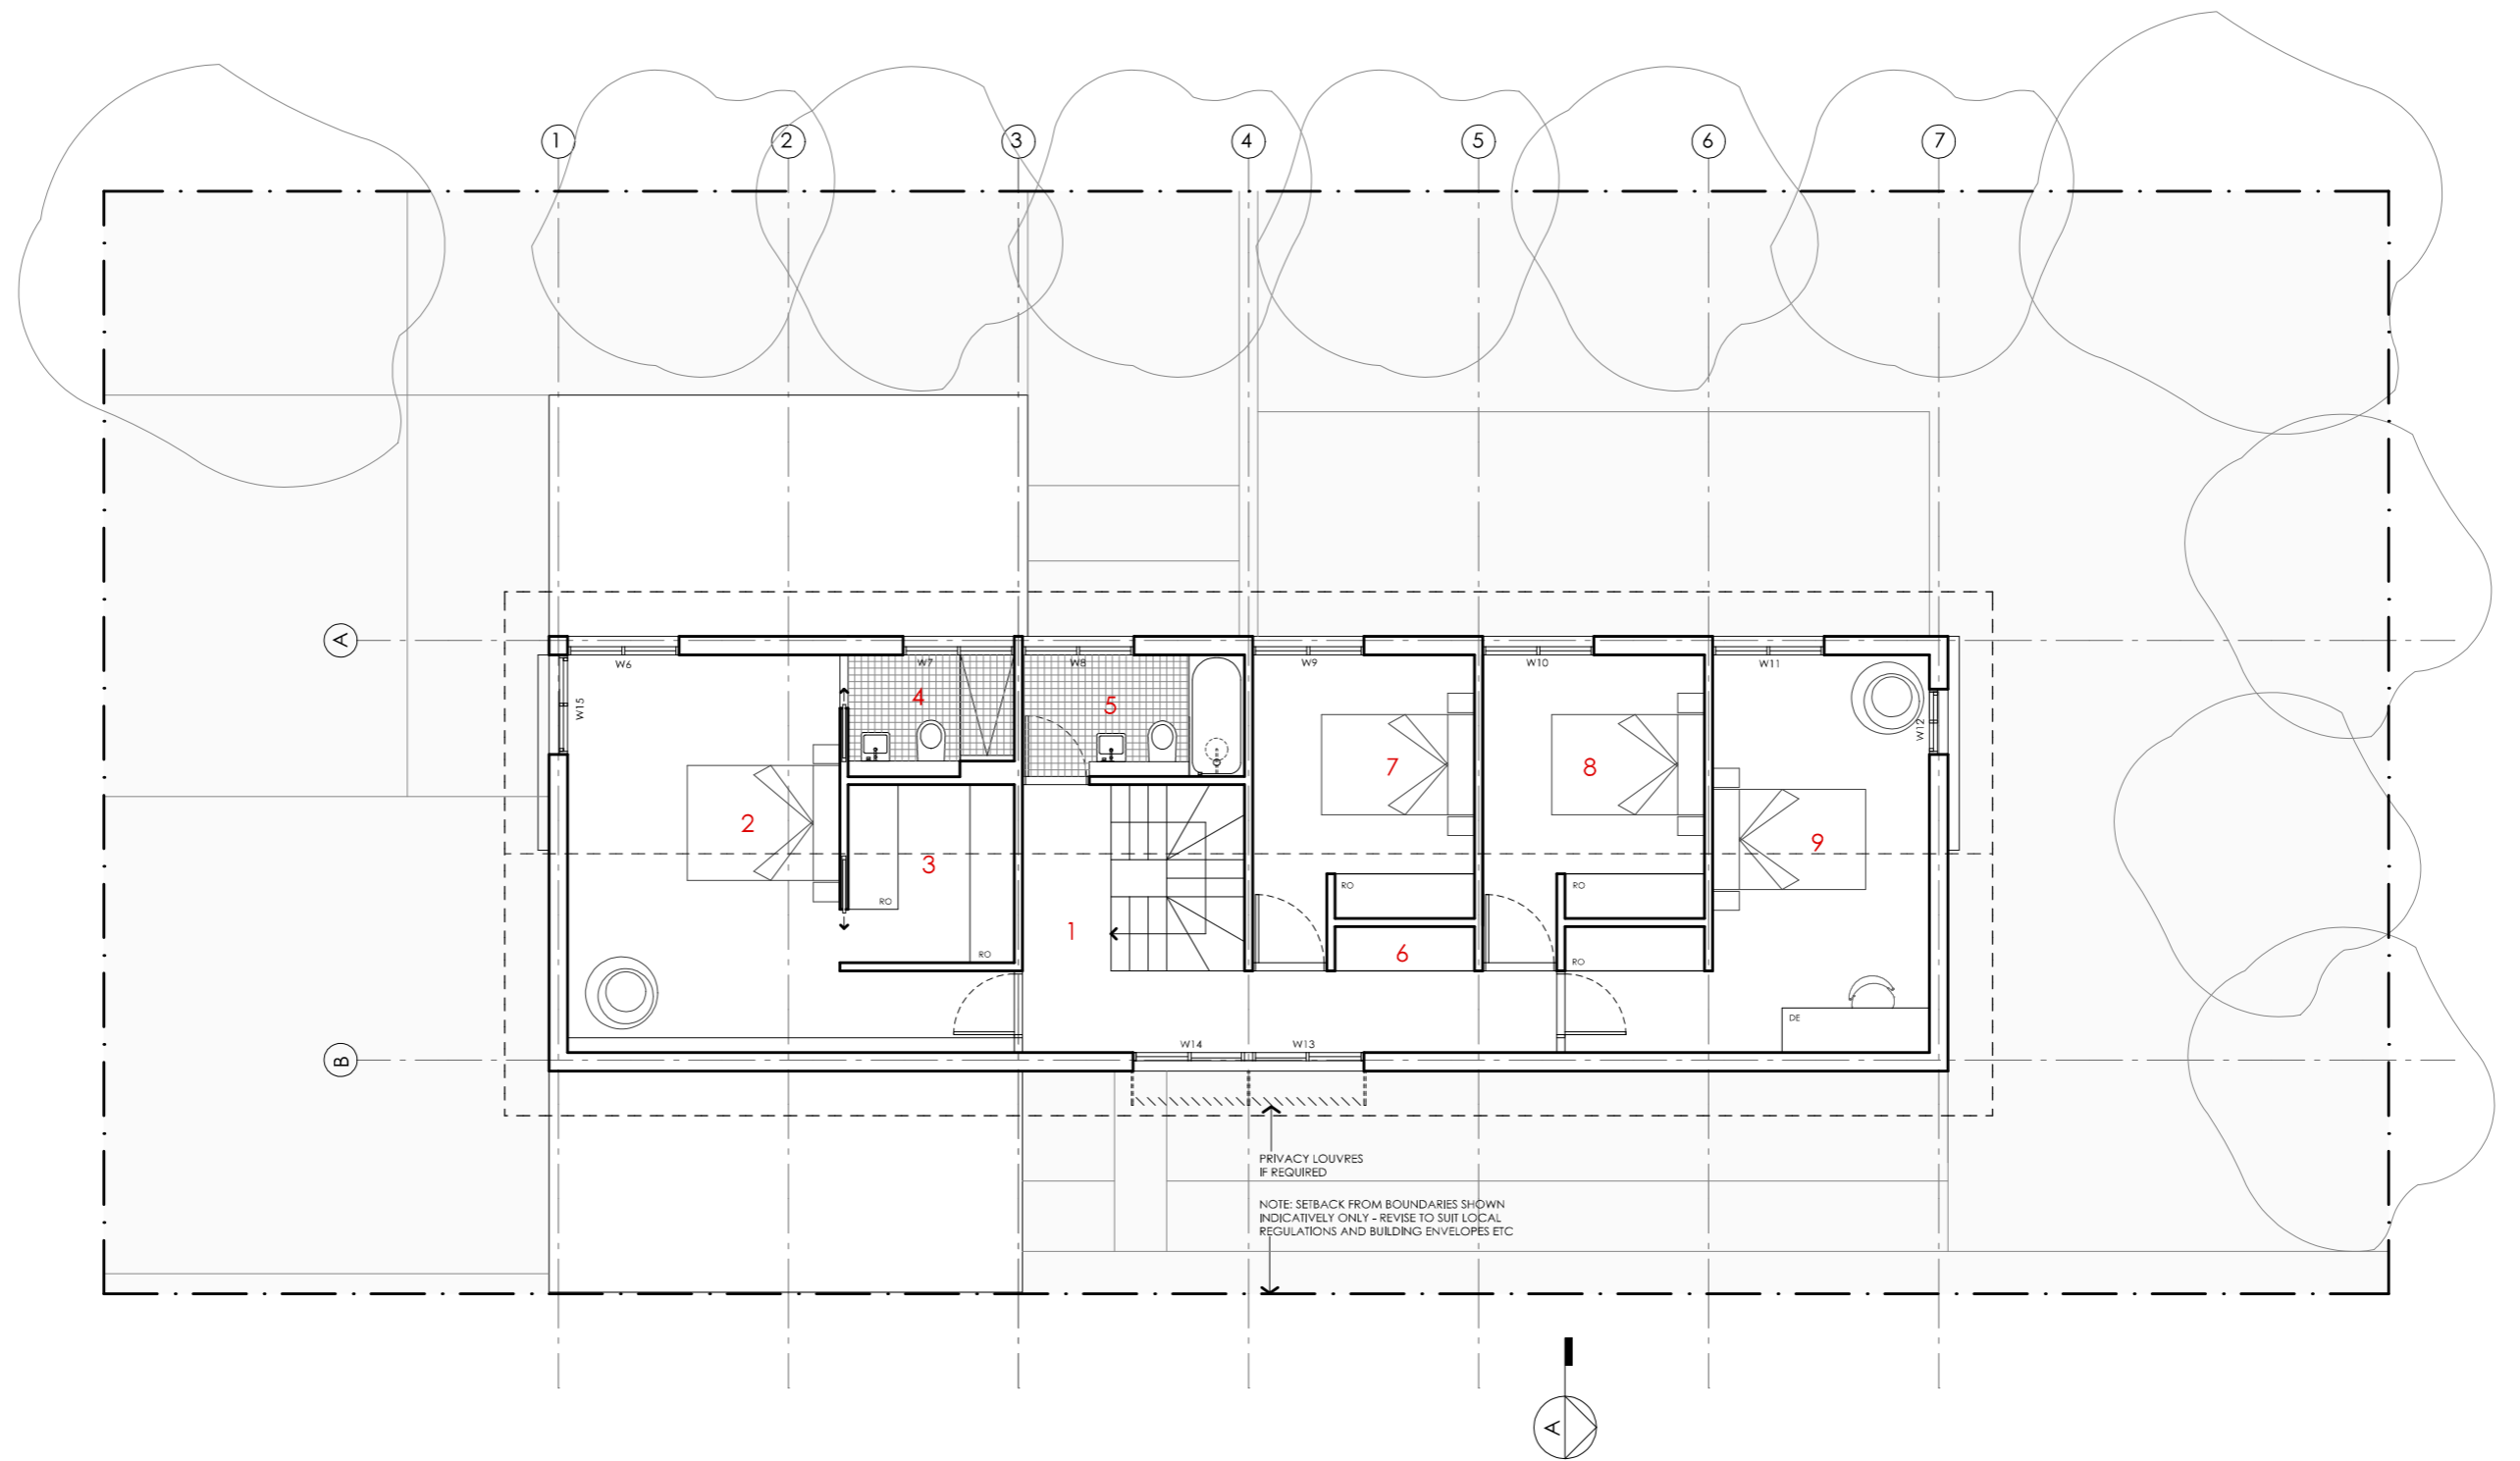 1
2
3
4
5
6
7
A
W6
W7
W8
W9
W10
W11
W15
W12
4
5
7
8
2
9
3
RO
RO
RO
1
6
RO
RO
DE
B
W14
W13
PRIVACY LOUVRES
IF REQUIRED
NOTE: SETBACK FROM BOUNDARIES SHOWN
INDICATIVELY ONLY - REVISE TO SUIT LOCAL
REGULATIONS AND BUILDING ENVELOPES ETC
A